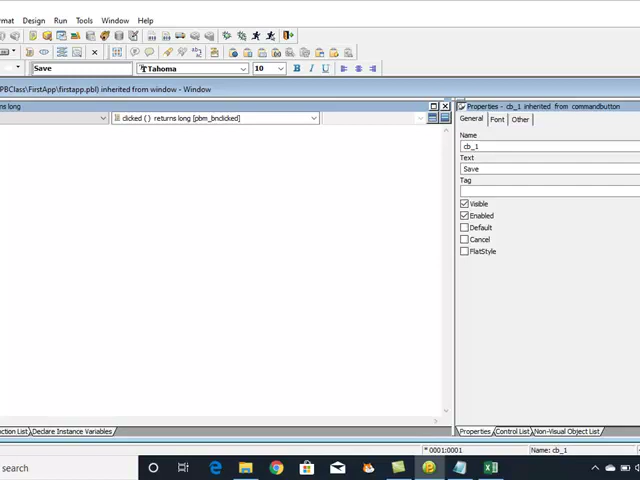 rmat Design Run Tools Window Help
Save Tahoma 10 B I U
PBClass\FirstApp\firstapp.pbl) inherited from window - Window
ns long
Properties - cb_1 inherited from commandbutton
clicked ( ) returns long [pbm_bnclicked]
General Font Other
Name
cb_1
Text
Save
Tag
Visible
Enabled
Default
Cancel
FlatStyle
nction List Declare Instance Variables
Properties Control List Non-Visual Object List
* 0001:0001 Name: cb_1
search